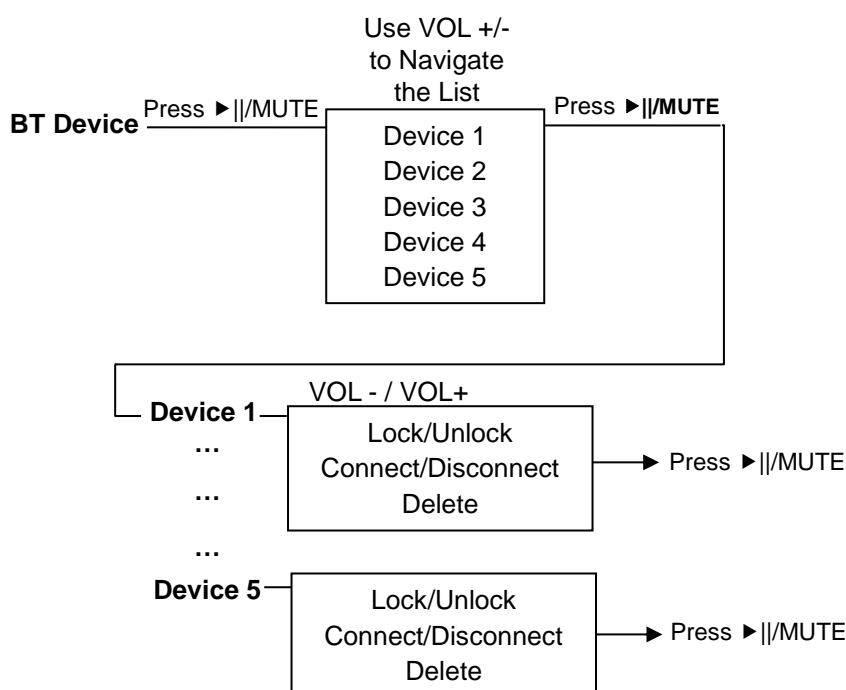 Use VOL +/-
to Navigate
the List
BT Device
Press ►||/MUTE
Press ►||/MUTE
Device 1
Device 2
Device 3
Device 4
Device 5
VOL - / VOL+
Device 1
Lock/Unlock
Connect/Disconnect
Delete
Press ►||/MUTE
...
...
...
Device 5
Lock/Unlock
Connect/Disconnect
Delete
Press ►||/MUTE